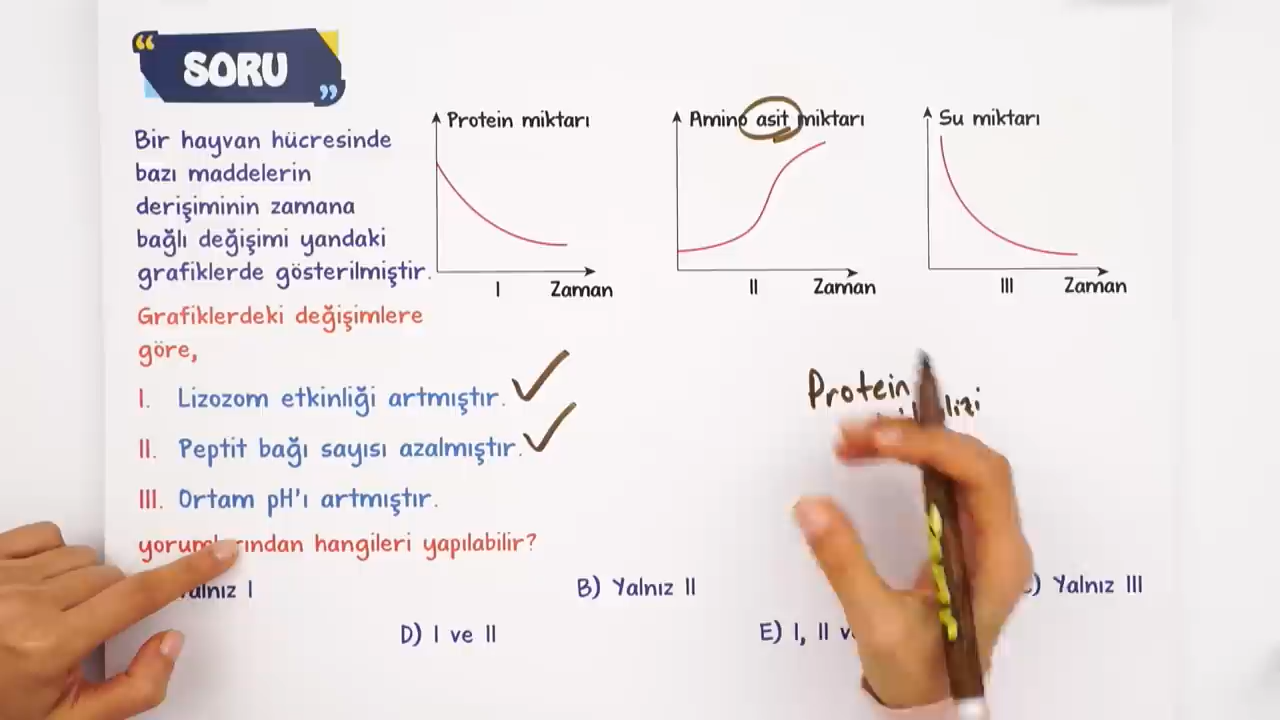 SORU
Bir hayvan hücresinde
bazı maddelerin
derişiminin zamana
bağlı değişimi yandaki
grafiklerde gösterilmiştir.
Protein miktarı
I Zaman
Amino asit miktarı
II Zaman
Su miktarı
III Zaman
Grafiklerdeki değişimlere
göre,
I. Lizozom etkinliği artmıştır.
II. Peptit bağı sayısı azalmıştır.
III. Ortam pH'ı artmıştır.
hangileri yapılabilir?
B) Yalnız II
Yalnız III
D) I ve II
E) I, II
Protein